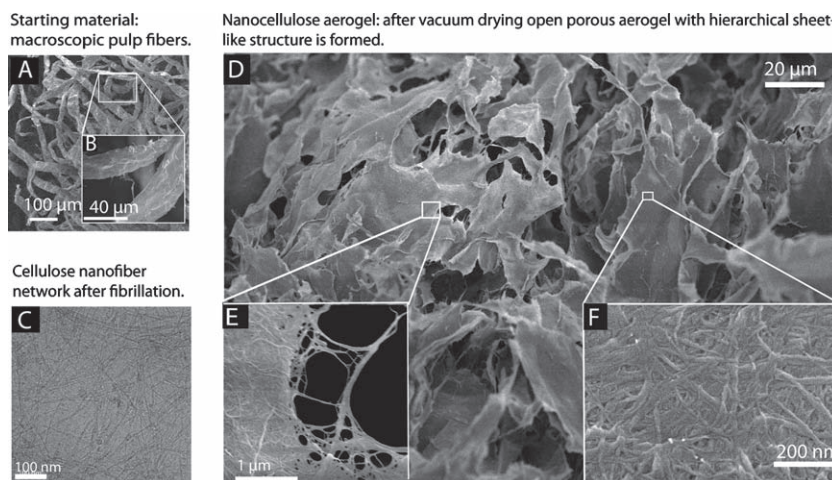 Starting material:
macroscopic pulp fibers.
A
B
100 µm
40 µm
Cellulose nanofiber
network after fibrillation.
C
100 nm
Nanocellulose aerogel: after vacuum drying open porous aerogel with hierarchical sheet-
like structure is formed.
D
20 µm
E
1 µm
F
200 nm